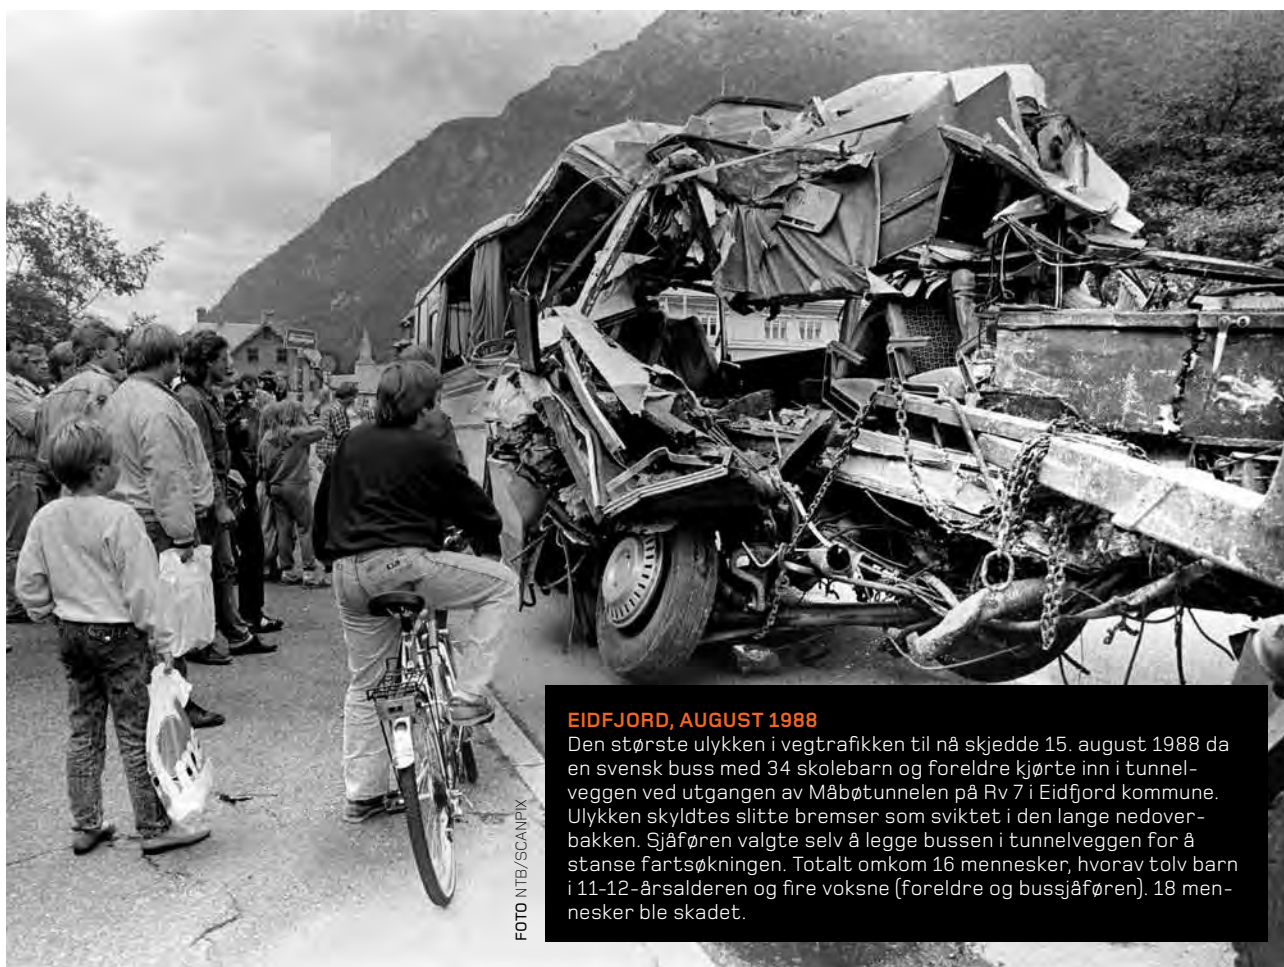 EIDFJORD, AUGUST 1988
Den største ulykken i vegtrafikken til nå skjedde 15. august 1988 da
en svensk buss med 34 skolebarn og foreldre kjørte inn i tunnel-
veggen ved utgangen av Måbøtunnelen på Rv 7 i Eidfjord kommune.
Ulykken skyldtes slitte bremser som sviktet i den lange nedover-
bakken. Sjåføren valgte selv å legge bussen i tunnelveggen for å
stanse fartsøkningen. Totalt omkom 16 mennesker, hvorav tolv barn
i 11-12-årsalderen og fire voksne (foreldre og bussjåføren). 18 men-
nesker ble skadet.
FOTO NTB/SCANPIX